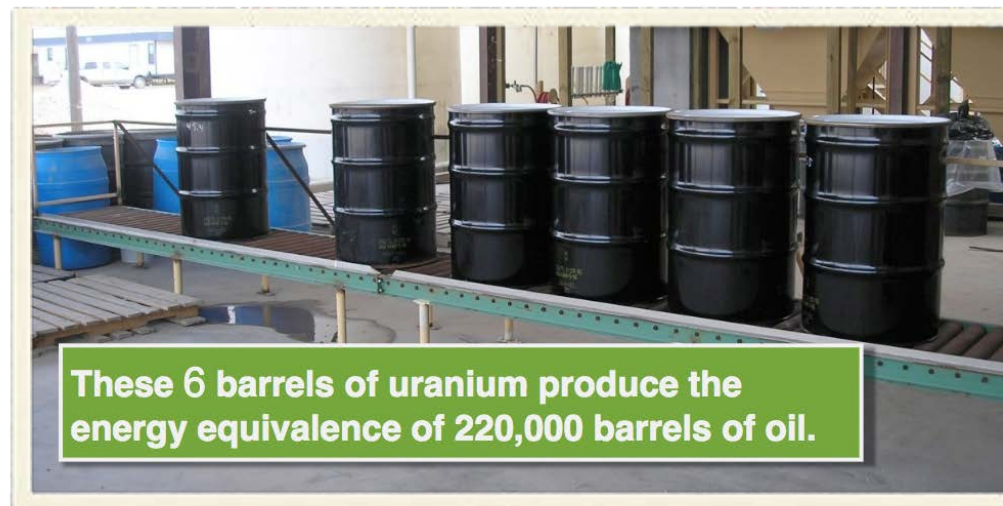 These 6 barrels of uranium produce the
energy equivalence of 220,000 barrels of oil.